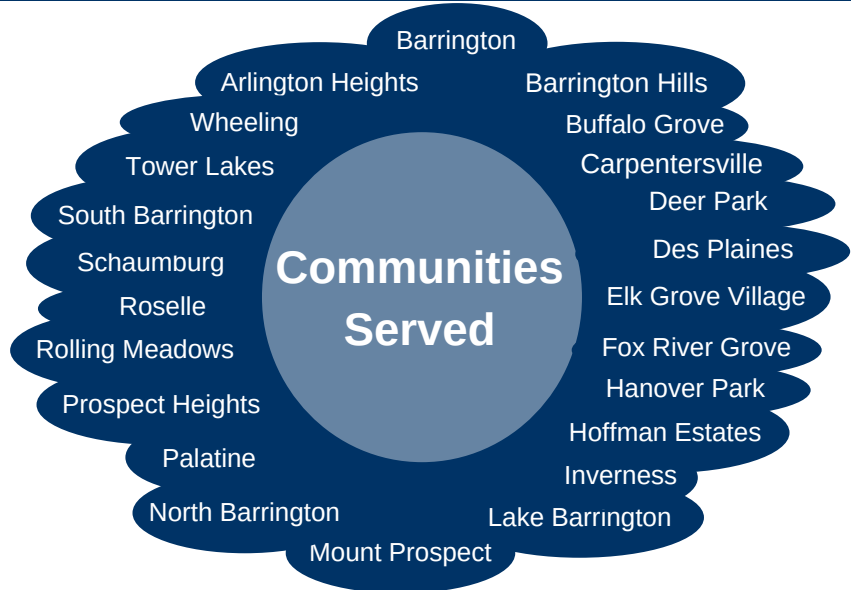 Barrington
Arlington Heights
Barrington Hills
Wheeling
Buffalo Grove
Tower Lakes
Carpentersville
South Barrington
Deer Park
Schaumburg
Des Plaines
Communities
Served
Roselle
Elk Grove Village
Rolling Meadows
Fox River Grove
Prospect Heights
Hanover Park
Palatine
Hoffman Estates
Inverness
North Barrington
Lake Barrington
Mount Prospect